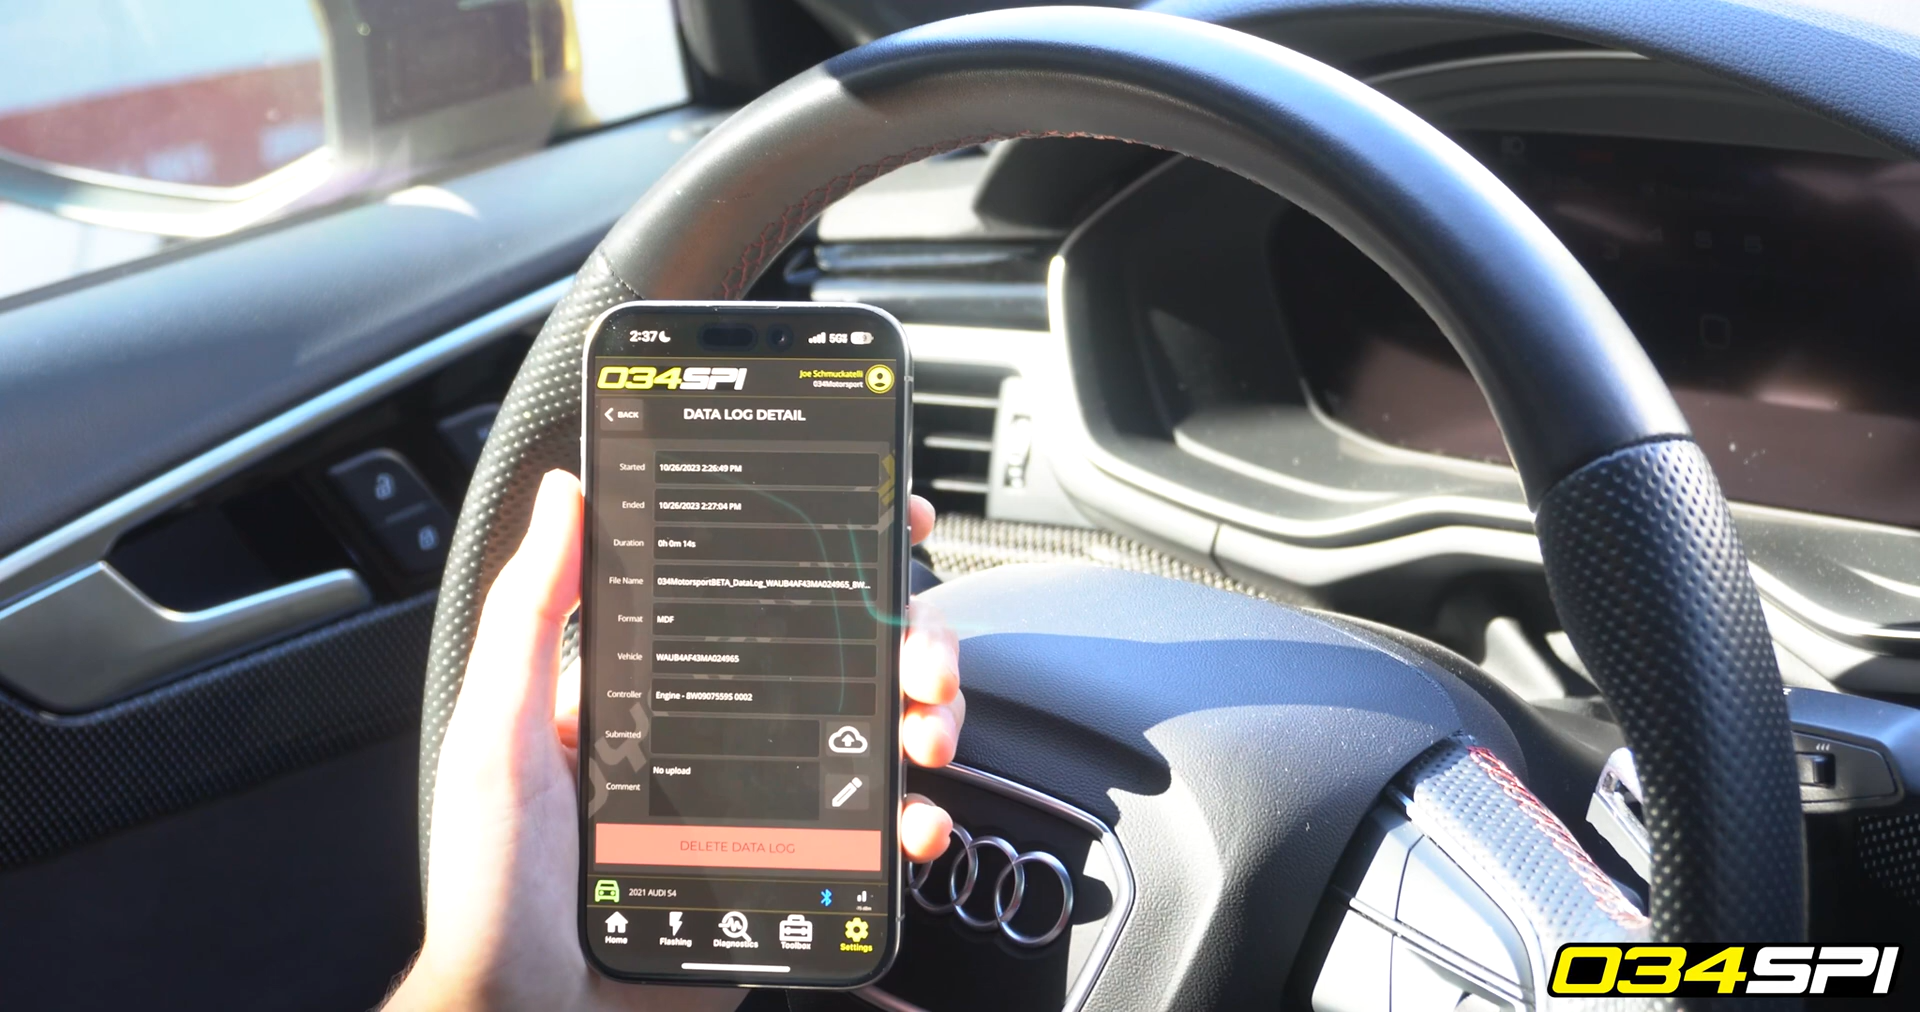 2:37
5GE
034SPI
Joe Schmuckatelli
034Motorsport
BACK
DATA LOG DETAIL
Started
10/26/2023 2:26:49 PM
Ended
10/26/2023 2:27:04 PM
Duration
0h 0m 14s
File Name
034MotorsportBETA_DataLog_WAUB4AF43MA024965_8W...
Format
MDF
Vehicle
WAUB4AF43MA024965
Controller
Engine - 8W0907559S 0002
Submitted
No upload
Comment
DELETE DATA LOG
2021 AUDI S4
Home
Flashing
Diagnostics
Toolbox
Settings
034SPI